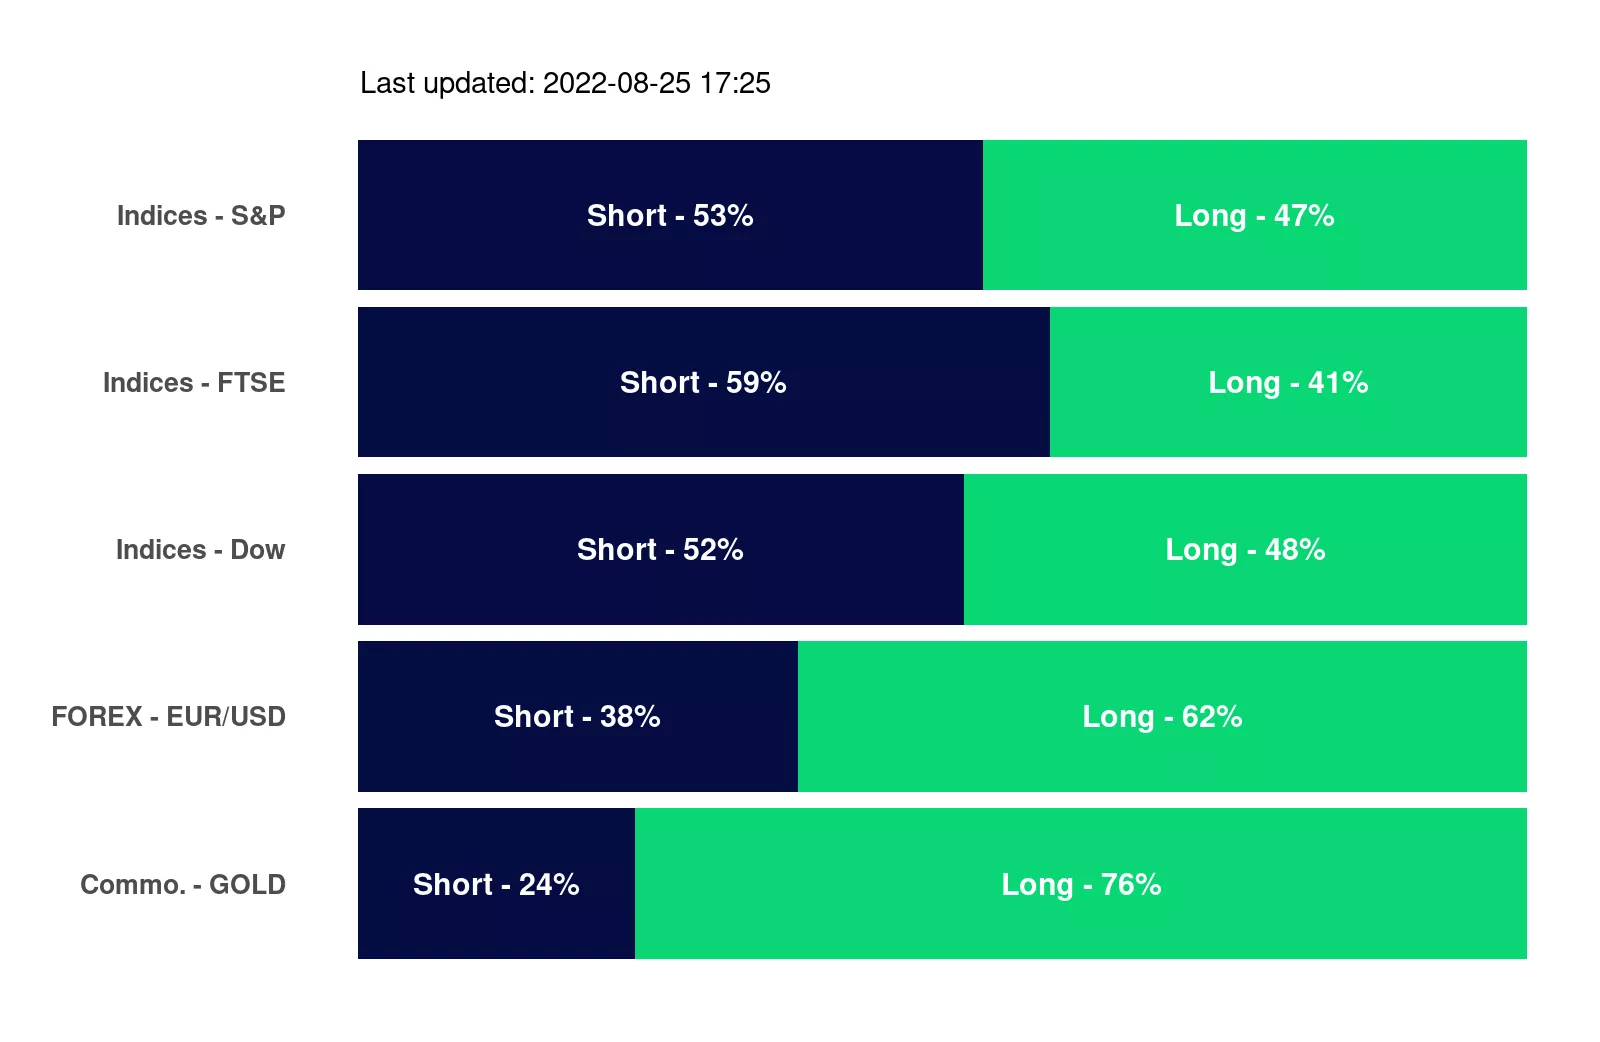 Last updated: 2022-08-25 17:25
Indices - S&P
Short - 53%
Long - 47%
Indices - FTSE
Short - 59%
Long - 41%
Indices - Dow
Short - 52%
Long - 48%
FOREX - EUR/USD
Short - 38%
Long - 62%
Commo. - GOLD
Short - 24%
Long - 76%